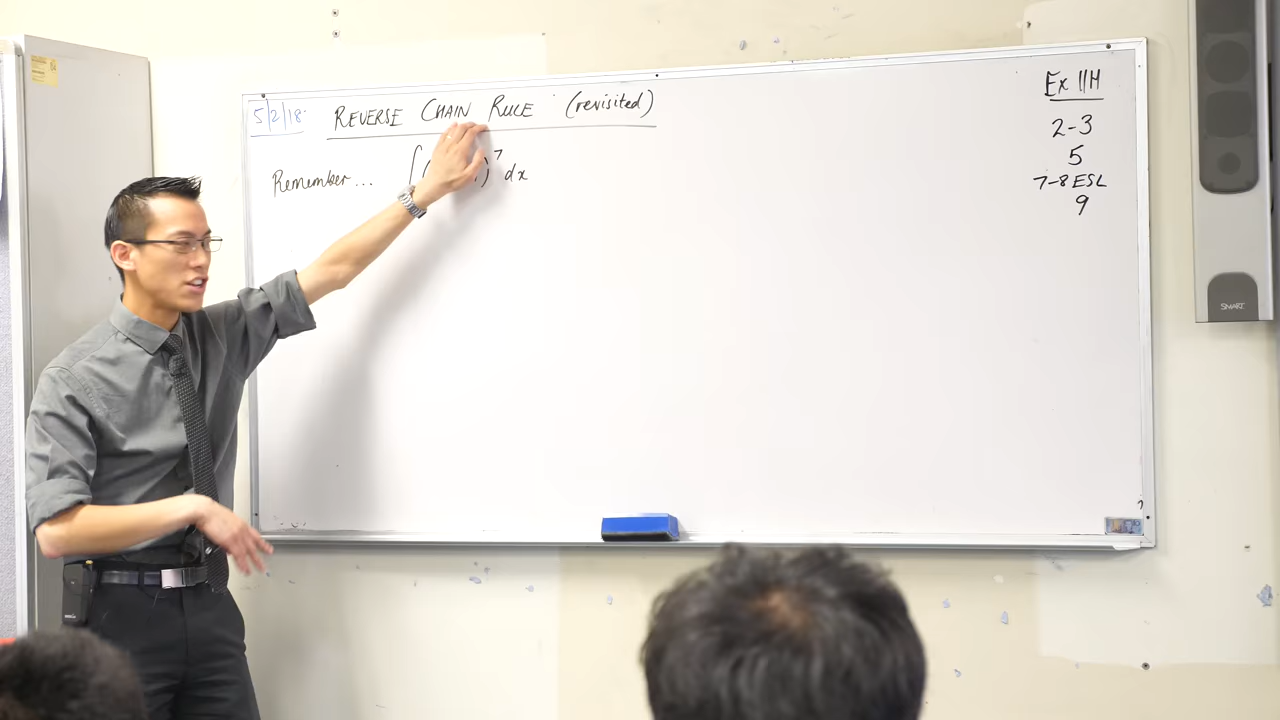 5/2/18
REVERSE CHAIN RULE (revisited)
Remember... ∫( )⁷ dx
Ex 11H
2-3
5
7-8 ESL
9
SMART